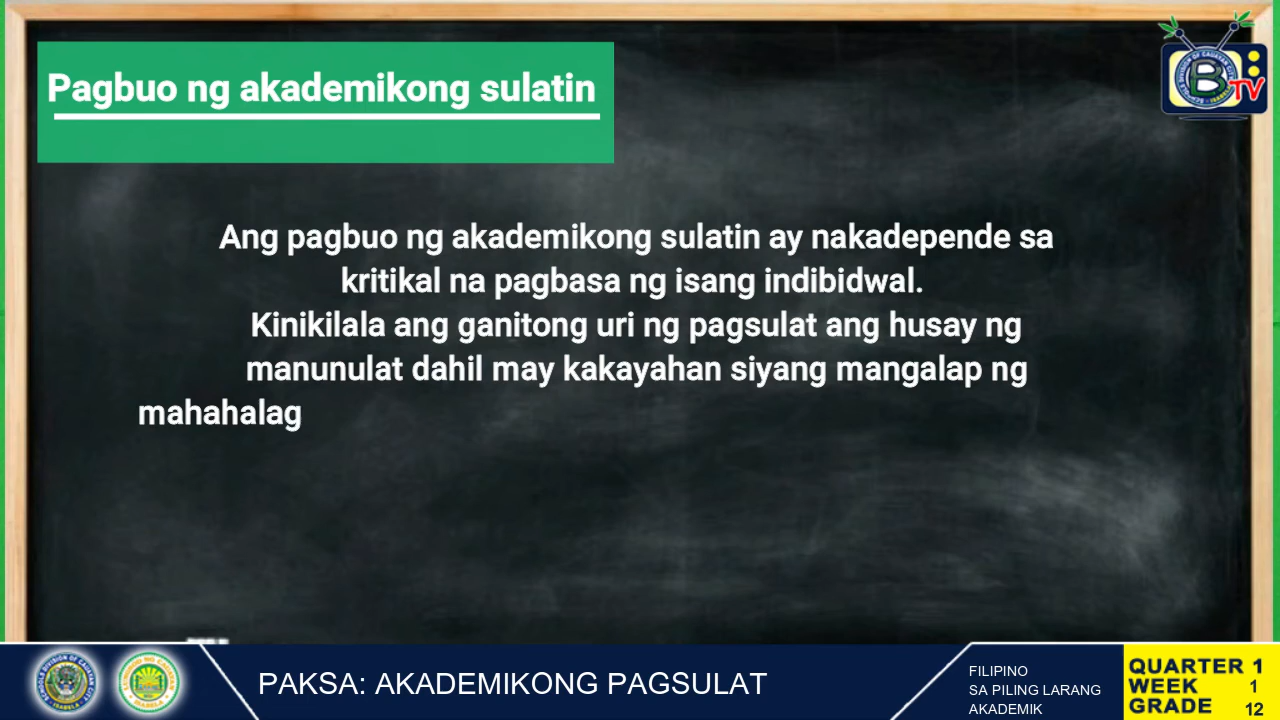 Pagbuo ng akademikong sulatin
B TV
Ang pagbuo ng akademikong sulatin ay nakadepende sa
kritikal na pagbasa ng isang indibidwal.
Kinikilala ang ganitong uri ng pagsulat ang husay ng
manunulat dahil may kakayahan siyang mangalap ng
mahahalag
PAKSA: AKADEMIKONG PAGSULAT
FILIPINO
SA PILING LARANG
AKADEMIK
QUARTER 1
WEEK 1
GRADE 12